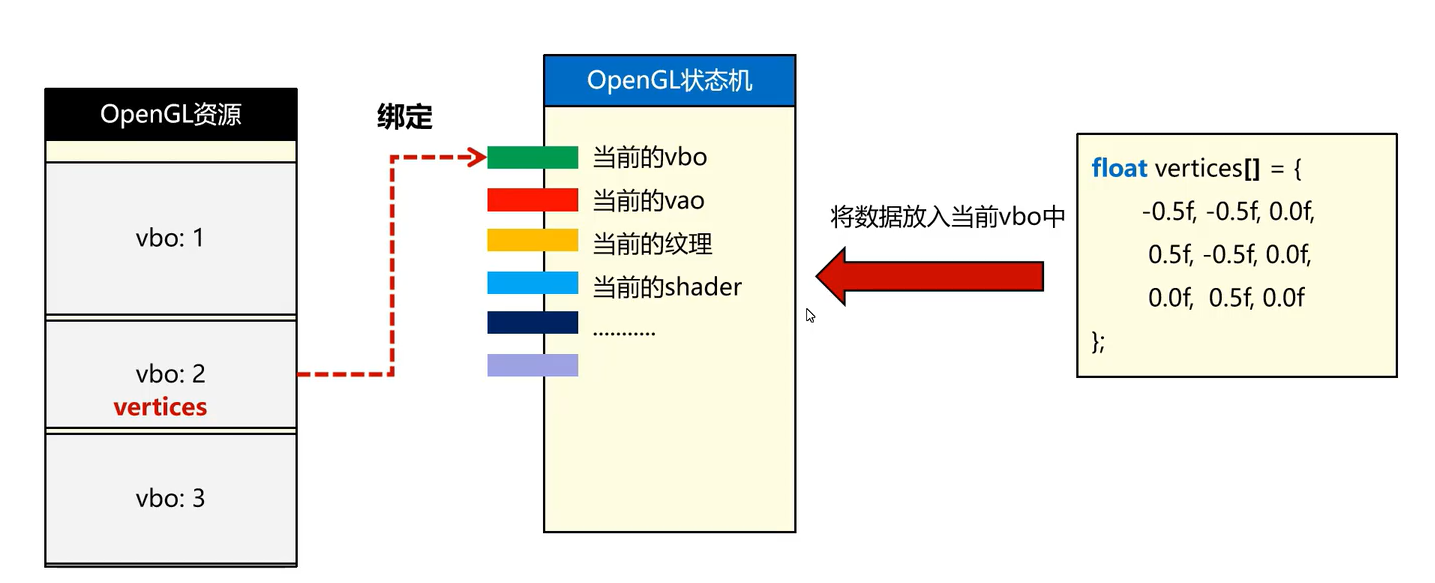 OpenGL资源
vbo: 1
vbo: 2
vertices
vbo: 3
绑定
OpenGL状态机
当前的vbo
当前的vao
当前的纹理
当前的shader
...........
将数据放入当前vbo中
float vertices[] = {
-0.5f, -0.5f, 0.0f,
0.5f, -0.5f, 0.0f,
0.0f, 0.5f, 0.0f
};